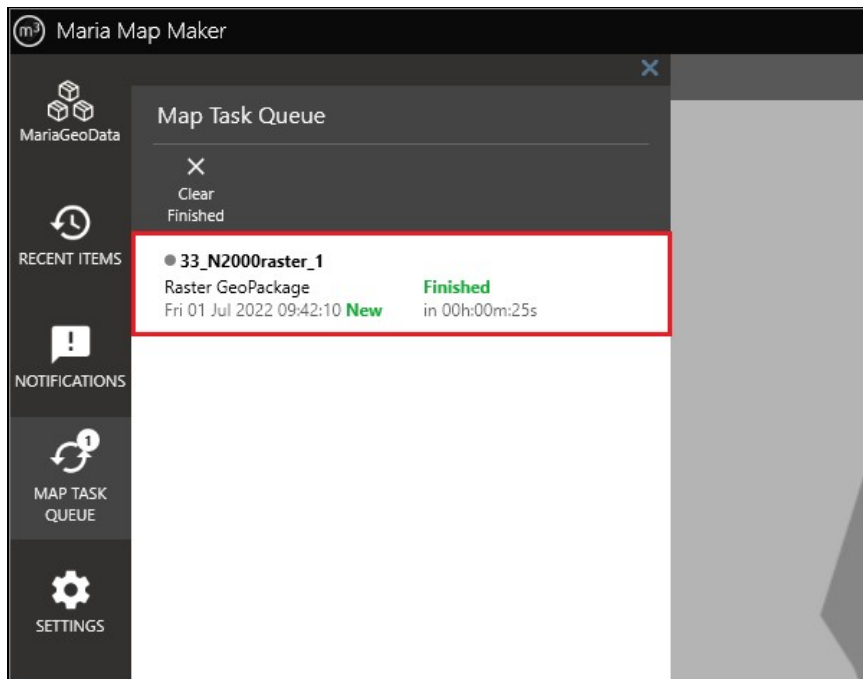 m³ Maria Map Maker
MariaGeoData
RECENT ITEMS
NOTIFICATIONS
1
MAP TASK
QUEUE
SETTINGS
Map Task Queue
Clear
Finished
33_N2000raster_1
Raster GeoPackage Finished
Fri 01 Jul 2022 09:42:10 New in 00h:00m:25s